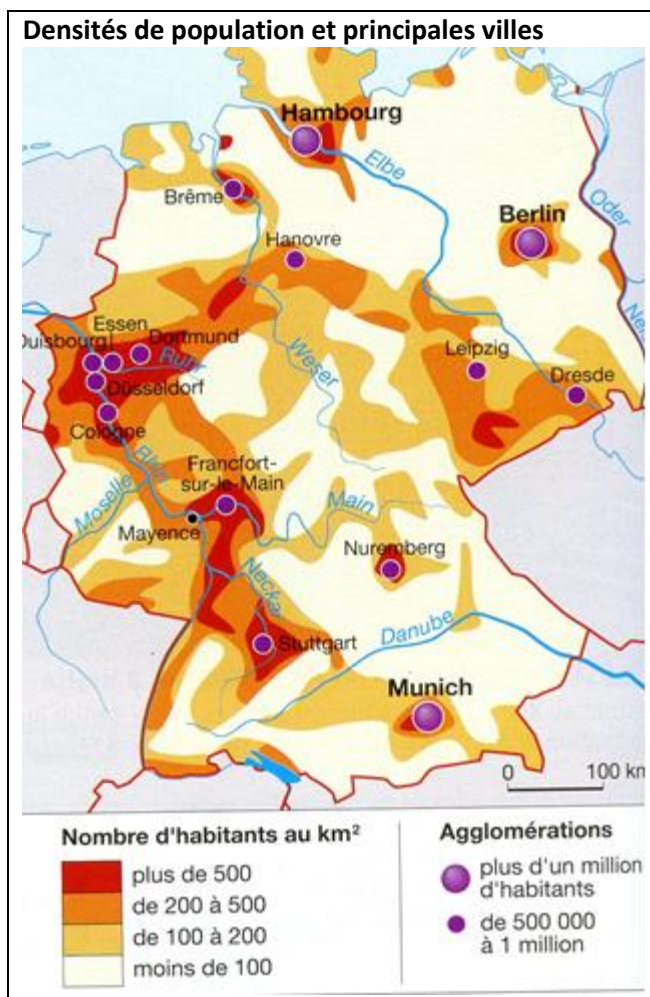 Densités de population et principales villes
Hambourg
Elbe
Brême
Oder
Berlin
Hanovre
Essen
Dortmund
uisbourg
Ruhr
Weser
Leipzig
Düsseldorf
Dresde
Cologne
Rhin
Francfort-
sur-le-Main
Moselle
Main
Mayence
Nuremberg
Necka
Stuttgart
Danube
Munich
0 100 km
Nombre d'habitants au km²
plus de 500
de 200 à 500
de 100 à 200
moins de 100
Agglomérations
plus d'un million
d'habitants
de 500 000
à 1 million